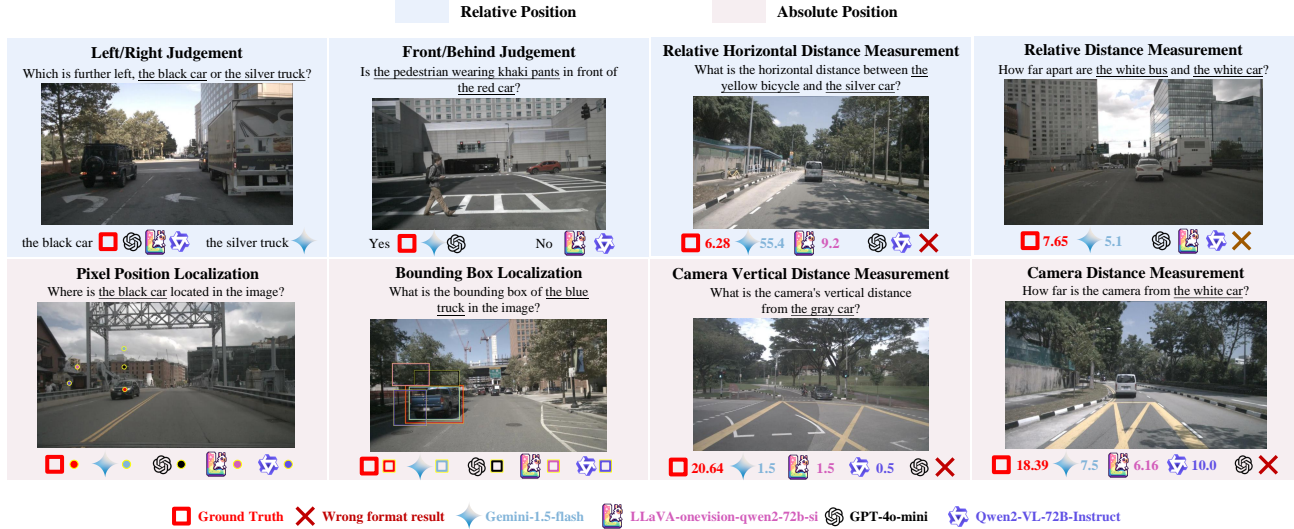 Relative Position
Absolute Position
Left/Right Judgement
Which is further left, the black car or the silver truck?
the black car
the silver truck
Front/Behind Judgement
Is the pedestrian wearing khaki pants in front of
the red car?
Yes
No
Relative Horizontal Distance Measurement
What is the horizontal distance between the
yellow bicycle and the silver car?
6.28
55.4
9.2
Relative Distance Measurement
How far apart are the white bus and the white car?
7.65
5.1
Pixel Position Localization
Where is the black car located in the image?
Bounding Box Localization
What is the bounding box of the blue
truck in the image?
Camera Vertical Distance Measurement
What is the camera's vertical distance
from the gray car?
20.64
1.5
1.5
0.5
Camera Distance Measurement
How far is the camera from the white car?
18.39
7.5
6.16
10.0
Ground Truth
Wrong format result
Gemini-1.5-flash
LLaVA-onevision-qwen2-72b-si
GPT-4o-mini
Qwen2-VL-72B-Instruct